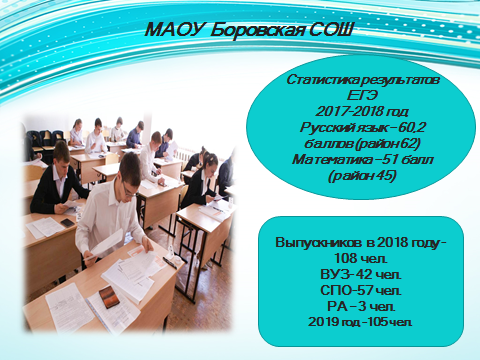 МАОУ Боровская СОШ
Статистика результатов
ЕГЭ
2017-2018 год
Русский язык – 60,2
баллов (район 62)
Математика – 51 балл
(район 45)
Выпускников в 2018 году -
108 чел.
ВУЗ- 42 чел.
СПО-57 чел.
РА – 3 чел.
2019 год -105 чел.